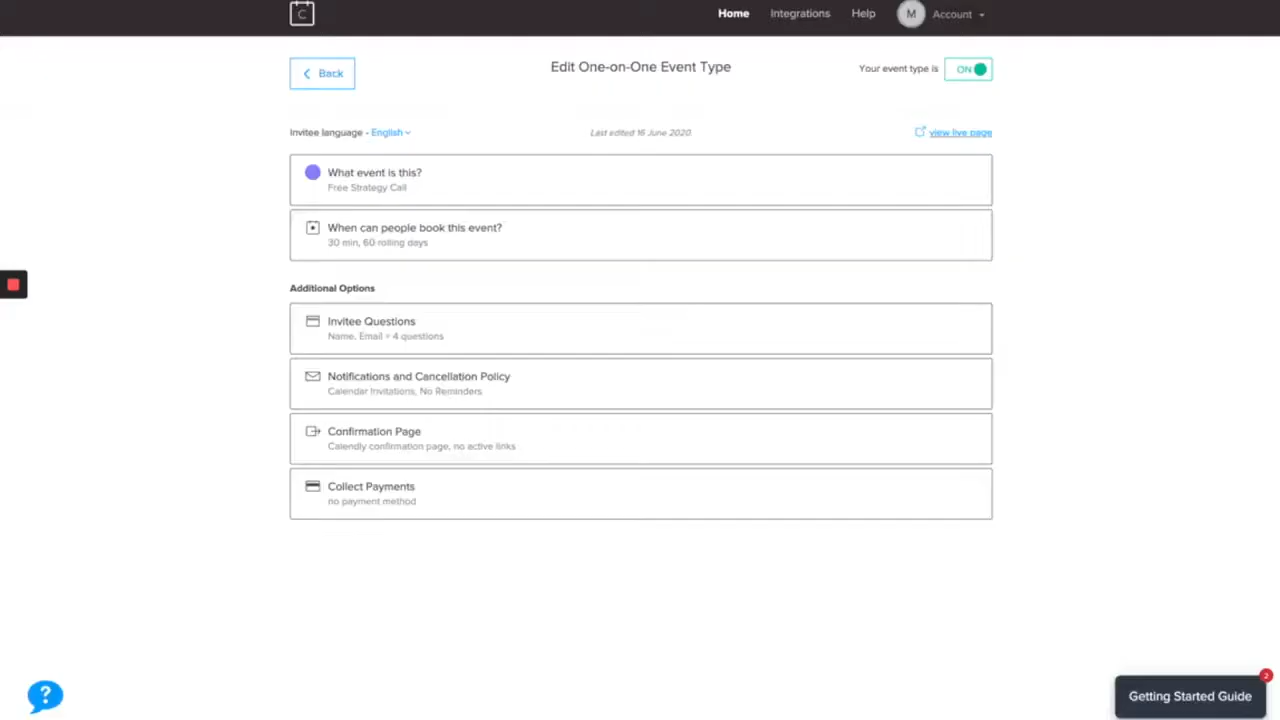 C
Home Integrations Help M Account
Back
Edit One-on-One Event Type
Your event type is ON
Invitee language - English
Last edited 16 June 2020
view live page
What event is this?
Free Strategy Call
When can people book this event?
30 min, 60 rolling days
Additional Options
Invitee Questions
Name, Email + 4 questions
Notifications and Cancellation Policy
Calendar Invitations, No Reminders
Confirmation Page
Calendly confirmation page, no active links
Collect Payments
no payment method
?
2
Getting Started Guide